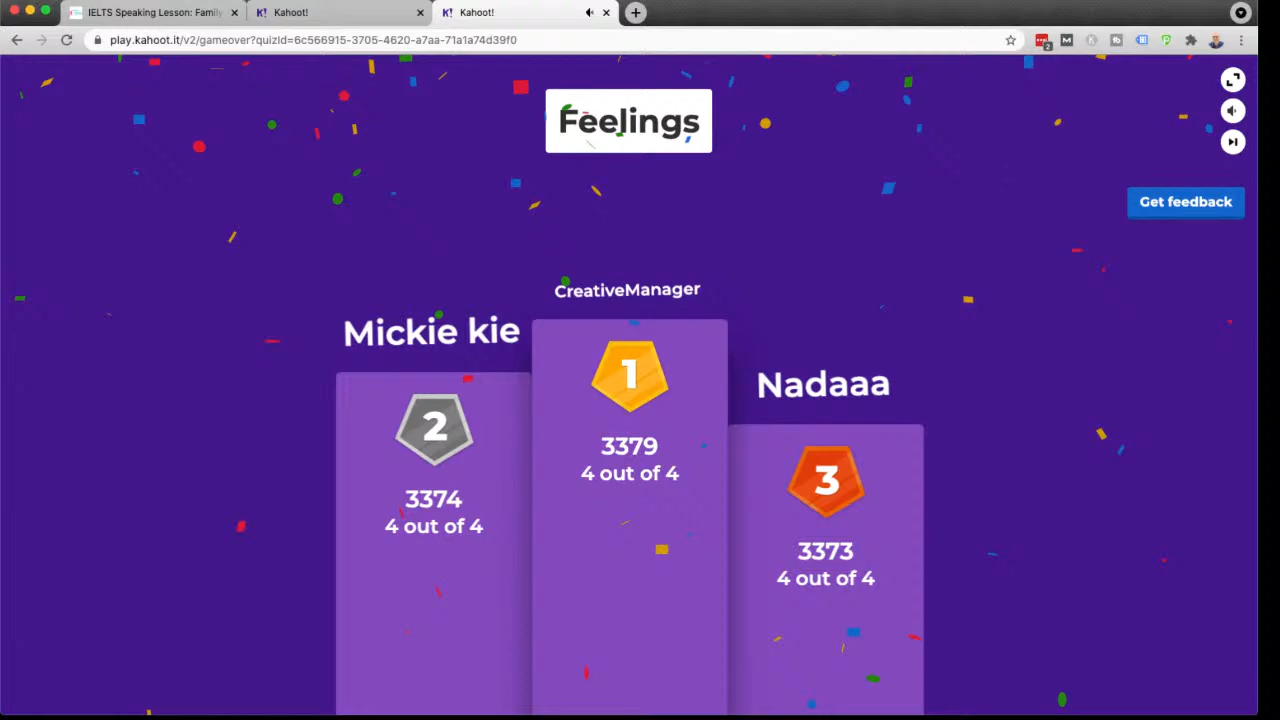 IELTS Speaking Lesson: Family
K! Kahoot!
K! Kahoot!
play.kahoot.it/v2/gameover?quizId=6c566915-3705-4620-a7aa-71a1a74d39f0
2
M
Feelings
Get feedback
CreativeManager
Mickie kie
Nadaaa
1
3379
4 out of 4
2
3374
4 out of 4
3
3373
4 out of 4